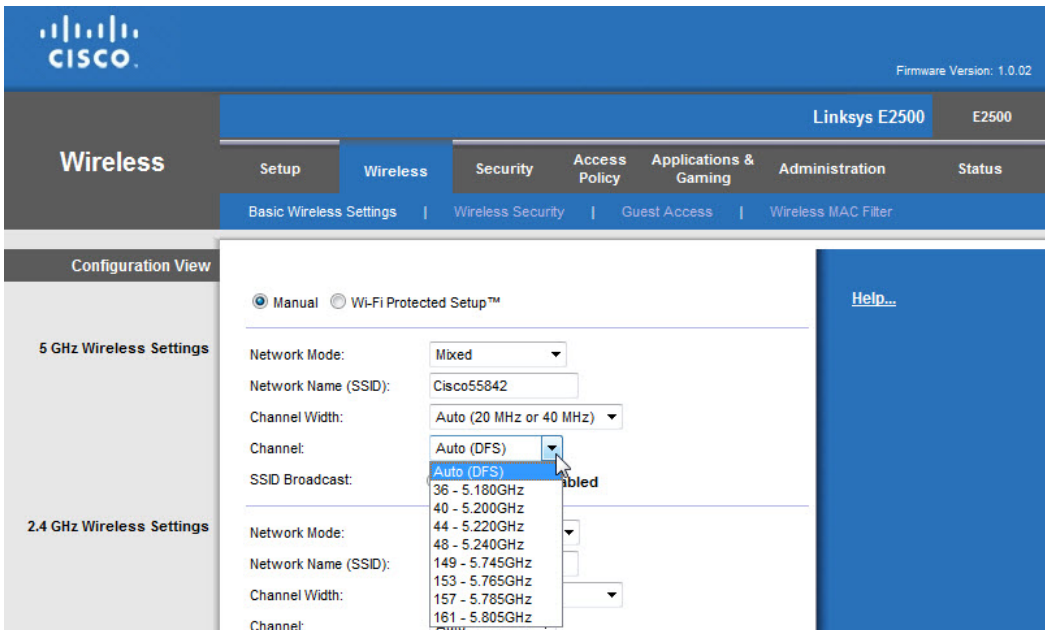 CISCO.
Firmware Version: 1.0.02
Linksys E2500 E2500
Wireless
Setup Wireless Security Access Policy Applications & Gaming Administration Status
Basic Wireless Settings | Wireless Security | Guest Access | Wireless MAC Filter
Configuration View
Manual Wi-Fi Protected Setup™
Help...
5 GHz Wireless Settings
Network Mode: Mixed
Network Name (SSID): Cisco55842
Channel Width: Auto (20 MHz or 40 MHz)
Channel: Auto (DFS)
SSID Broadcast:
Auto (DFS)
36 - 5.180GHz
40 - 5.200GHz
44 - 5.220GHz
48 - 5.240GHz
149 - 5.745GHz
153 - 5.765GHz
157 - 5.785GHz
161 - 5.805GHz
2.4 GHz Wireless Settings
Network Mode:
Network Name (SSID):
Channel Width:
Channel: